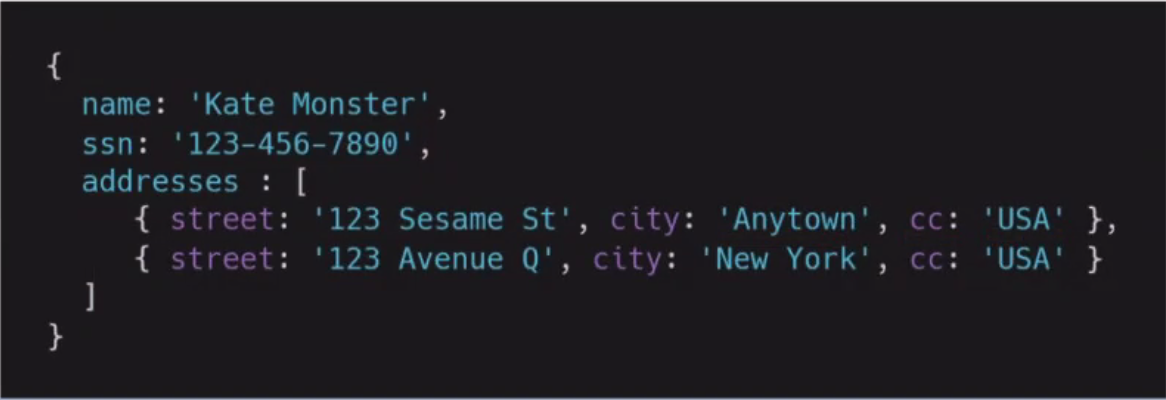 {
name: 'Kate Monster',
ssn: '123-456-7890',
addresses : [
{ street: '123 Sesame St', city: 'Anytown', cc: 'USA' },
{ street: '123 Avenue Q', city: 'New York', cc: 'USA' }
]
}